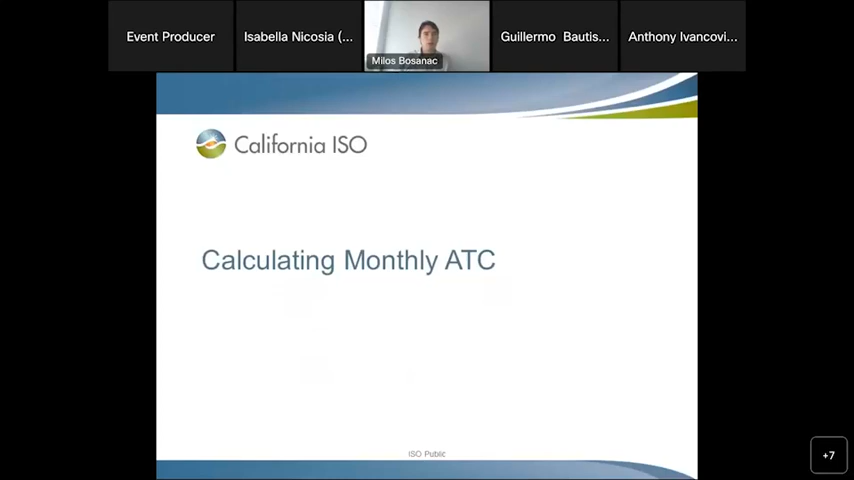 Event Producer
Isabella Nicosia (...
Milos Bosanac
Guillermo Bautis...
Anthony Ivancovi...
California ISO
Calculating Monthly ATC
ISO Public
+7